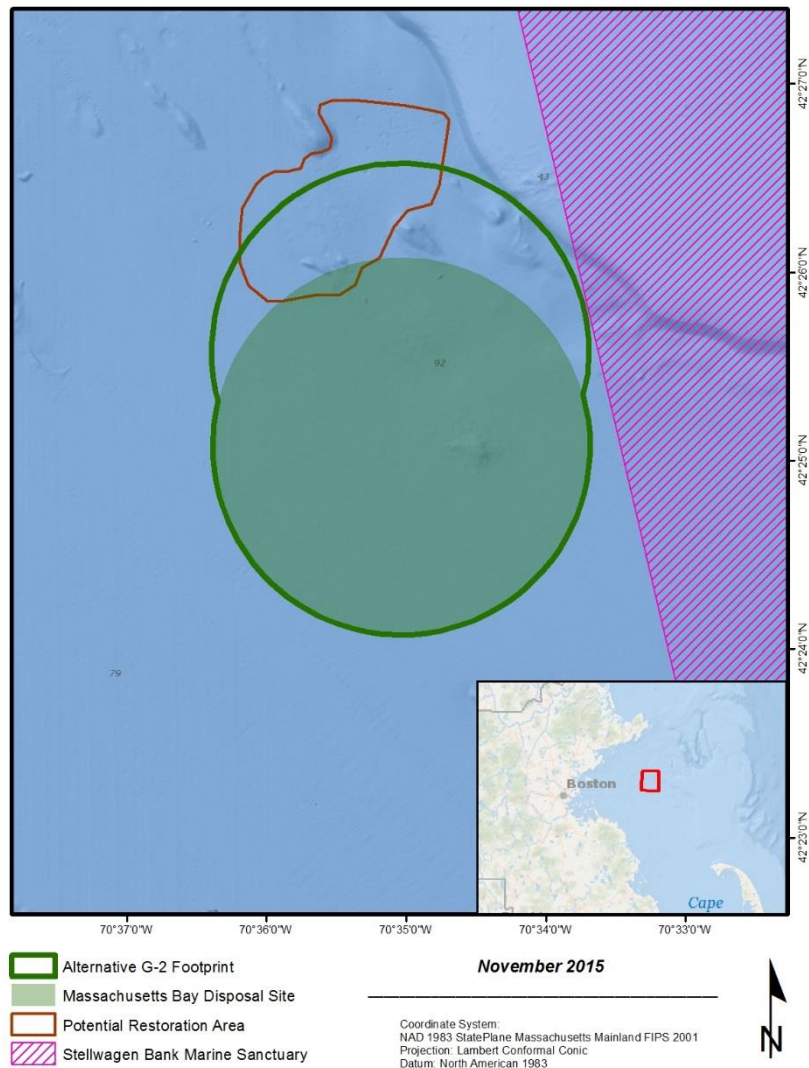 42°27'0"N
43
42°26'0"N
92
42°25'0"N
42°24'0"N
79
Boston
42°23'0"N
Cape
70°37'0"W 70°36'0"W 70°35'0"W 70°34'0"W 70°33'0"W
Alternative G-2 Footprint
Massachusetts Bay Disposal Site
Potential Restoration Area
Stellwagen Bank Marine Sanctuary
November 2015
Coordinate System:
NAD 1983 StatePlane Massachusetts Mainland FIPS 2001
Projection: Lambert Conformal Conic
Datum: North American 1983
N